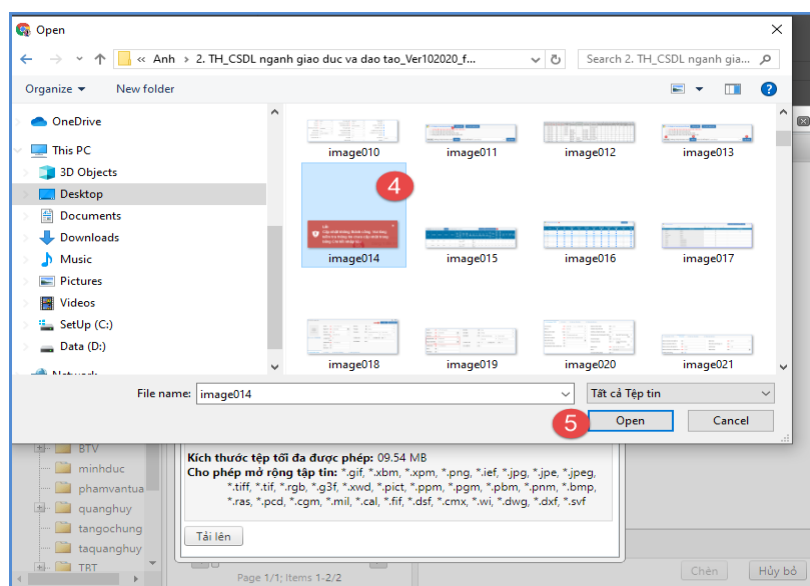 Open
« Anh > 2. TH_CSDL nganh giao duc va dao tao_Ver102020_f...
Search 2. TH_CSDL nganh gia...
Organize
New folder
OneDrive
This PC
3D Objects
Desktop
Documents
Downloads
Music
Pictures
Videos
SetUp (C:)
Data (D:)
Network
image010
image011
image012
image013
4
image014
image015
image016
image017
image018
image019
image020
image021
File name: image014
Tất cả Tệp tin
5
Open
Cancel
BTV
minhduc
phamvantua
quanghuy
tangochung
taquanghuy
TRT
Kích thước tệp tối đa được phép: 09.54 MB
Cho phép mở rộng tập tin: *.gif, *.xbm, *.xpm, *.png, *.ief, *.jpg, *.jpe, *.jpeg,
*.tiff, *.tif, *.rgb, *.g3f, *.xwd, *.pict, *.ppm, *.pgm, *.pbm, *.pnm, *.bmp,
*.ras, *.pcd, *.cgm, *.mil, *.cal, *.fif, *.dsf, *.cmx, *.wi, *.dwg, *.dxf, *.svf
Tải lên
Page 1/1; Items 1-2/2
Chèn
Hủy bỏ